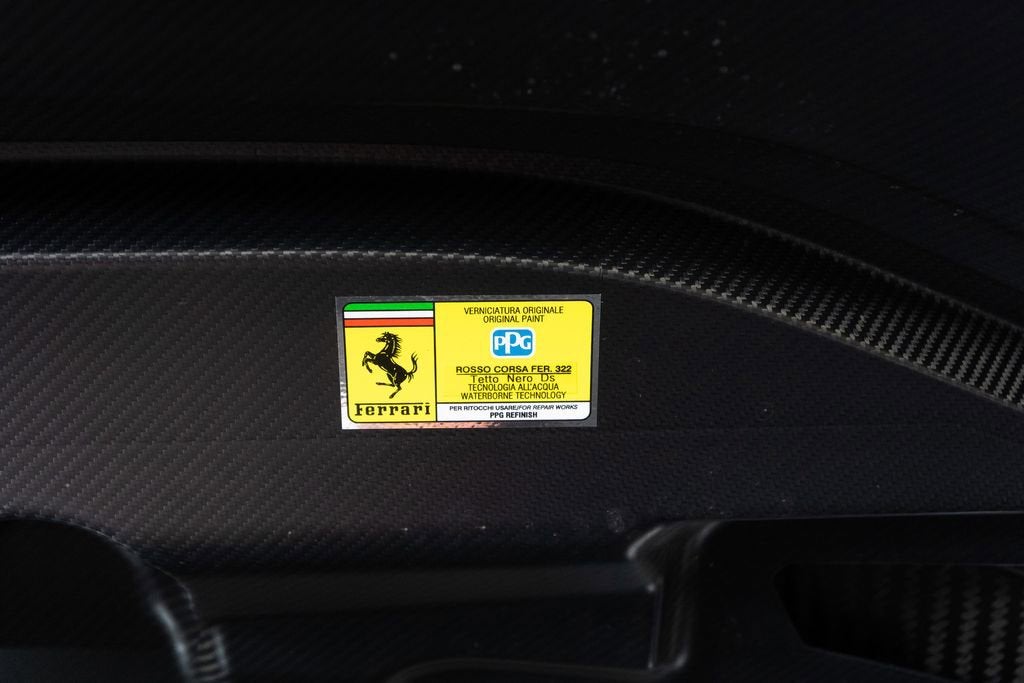 Ferrari
VERNICIATURA ORIGINALE
ORIGINAL PAINT
PPG
ROSSO CORSA FER. 322
Tetto Nero Ds
TECNOLOGIA ALL'ACQUA
WATERBORNE TECHNOLOGY
PER RITOCCHI USARE/FOR REPAIR WORKS
PPG REFINISH